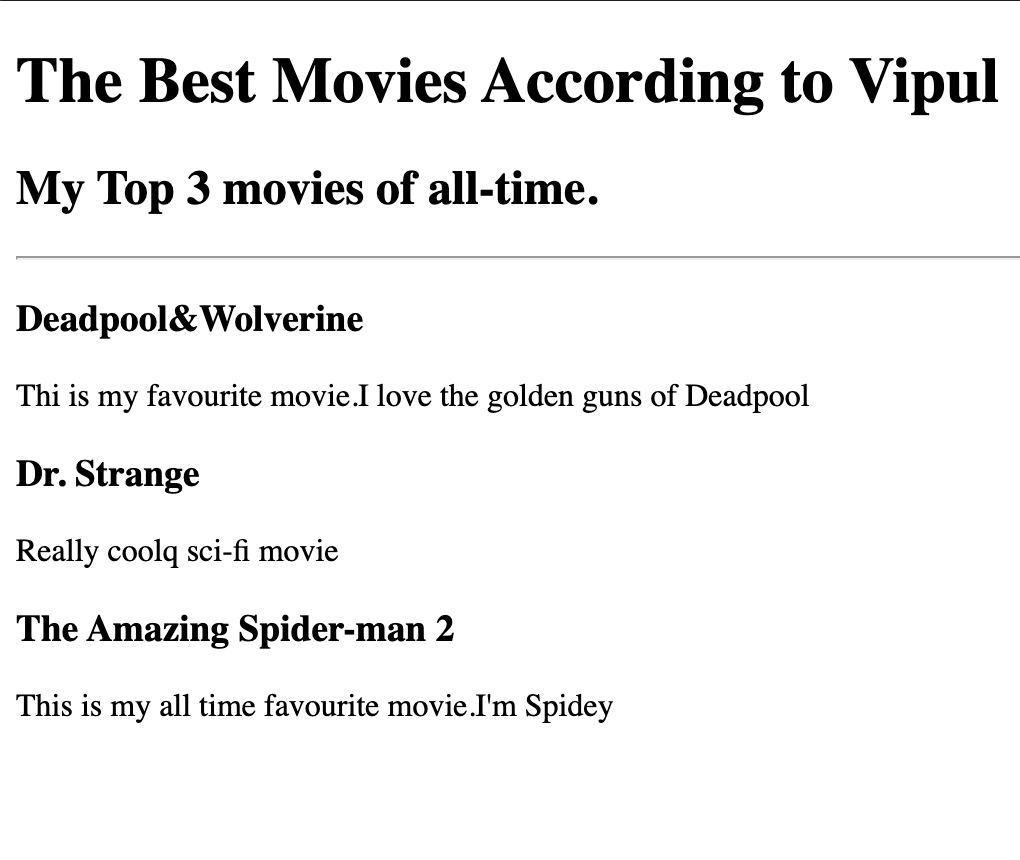 The Best Movies According to Vipul
My Top 3 movies of all-time.
Deadpool&Wolverine
Thi is my favourite movie.I love the golden guns of Deadpool
Dr. Strange
Really coolq sci-fi movie
The Amazing Spider-man 2
This is my all time favourite movie.I'm Spidey